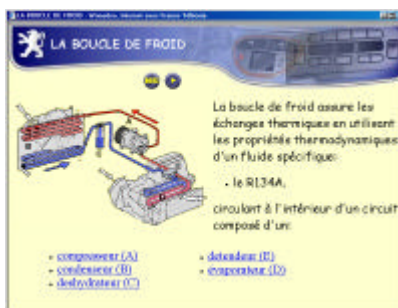 LA BOUCLE DE FROID
La boucle de froid assure les
échanges thermiques en utilisant
les propriétés thermodynamiques
d'un fluide spécifique:
• le R134A,
circulant à l'intérieur d'un circuit
composé d'un:
• compresseur (A)
• condenseur (B)
• deshydrateur (C)
• detendeur (E)
• évaporateur (D)